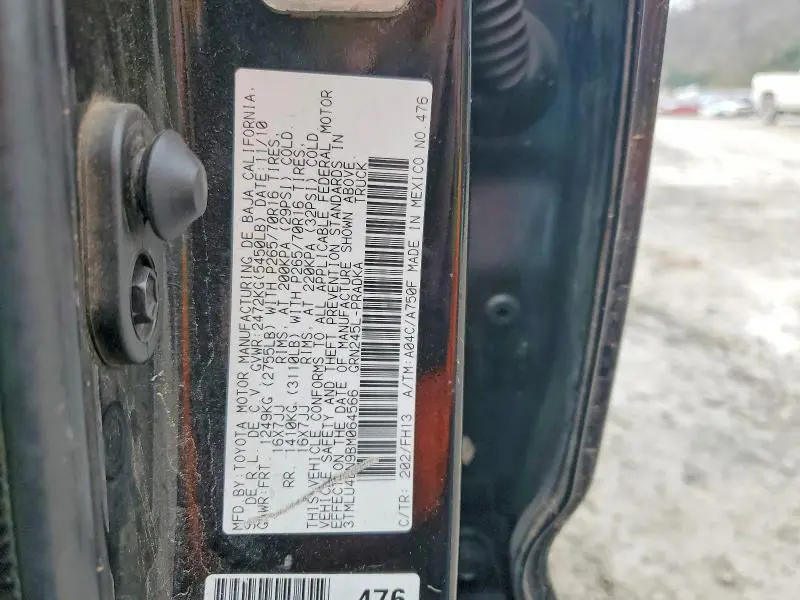 MFD BY: TOYOTA MOTOR MANUFACTURING DE BAJA CALIFORNIA,
S. DE R.L. DE C.V. GVWR: 2472KG(5450LB) DATE: 11/10
GAWR: FRT. 1249KG (2755LB) WITH P265/70R16 TIRES,
16X7JJ RIMS, AT 200KPA (29PSI) COLD.
RR. 1410KG (3110LB) WITH P265/70R16 TIRES,
16X7JJ RIMS, AT 220KPA (32PSI) COLD.
THIS VEHICLE CONFORMS TO ALL APPLICABLE FEDERAL MOTOR
VEHICLE SAFETY AND THEFT PREVENTION STANDARDS IN
EFFECT ON THE DATE OF MANUFACTURE SHOWN ABOVE.
3TMLU4EN9BM064566 GRN245L-PRADKA TRUCK
C/TR: 202/FH13 A/TM: A04C/A750F MADE IN MEXICO NO. 476
476